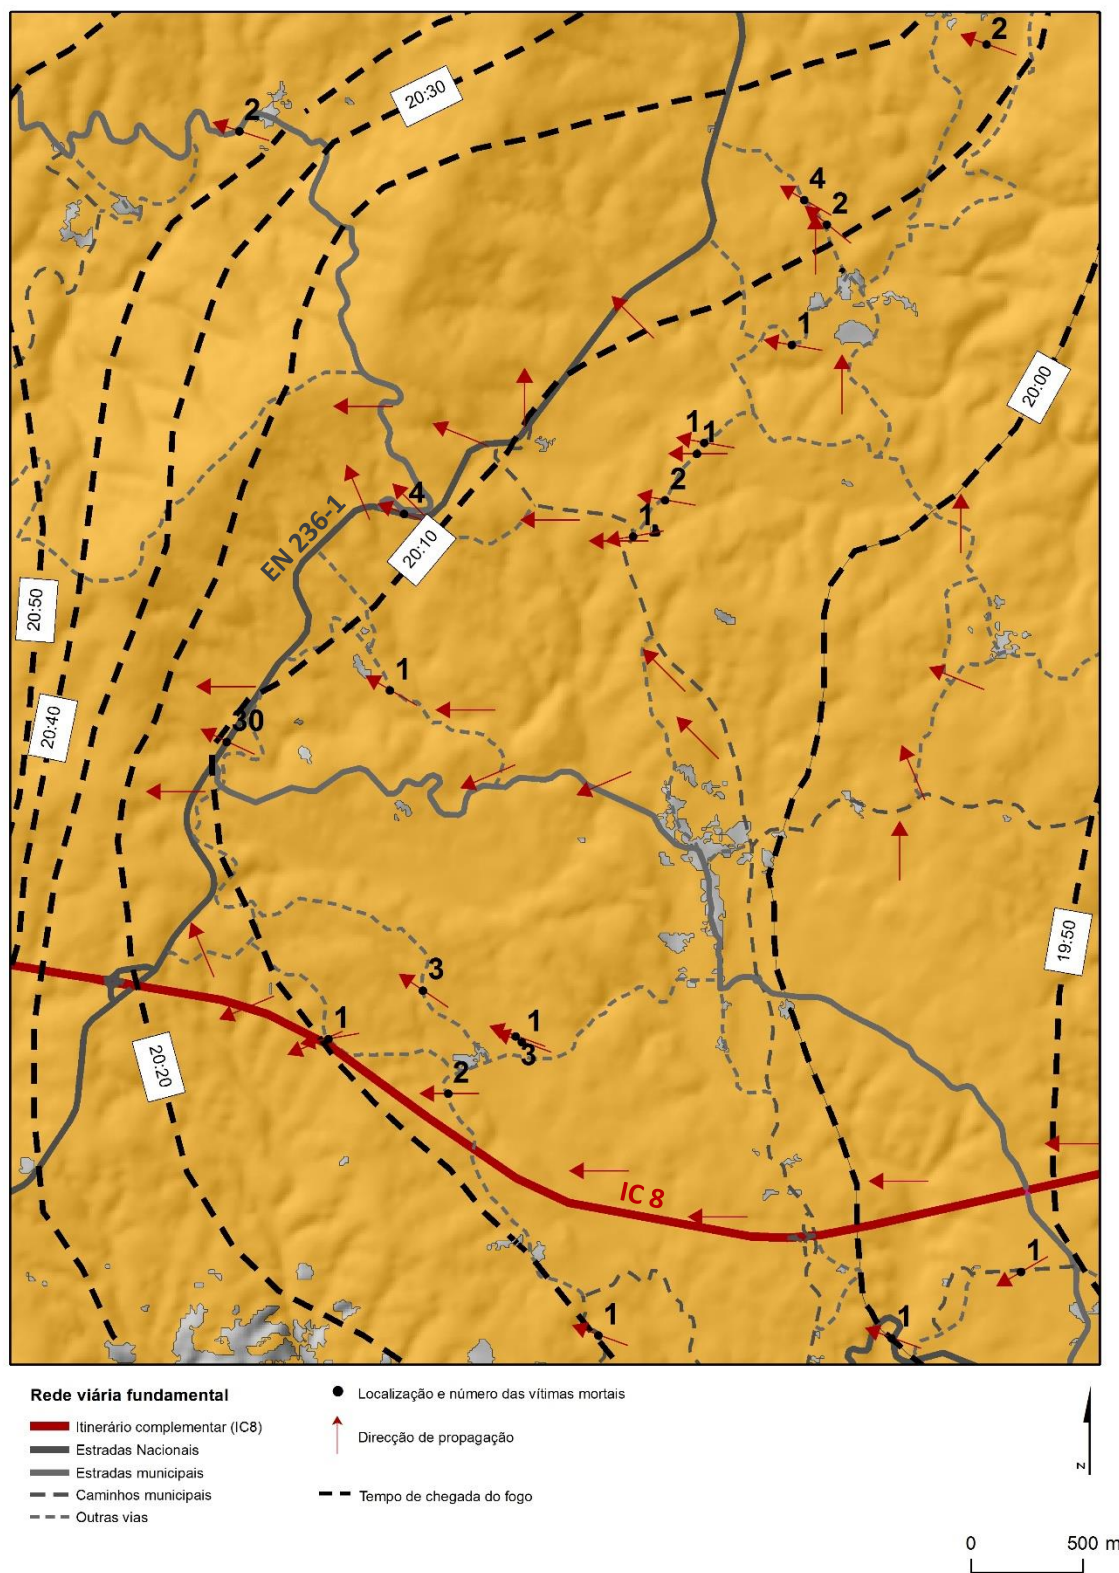 2
20:30
2
4
2
1
20:00
1
1
2
4
1
EN 236-1
20:10
20:50
1
30
20:40
19:50
3
1
1
3
20:20
2
IC 8
1
1
1
Rede viária fundamental
Itinerário complementar (IC8)
Estradas Nacionais
Estradas municipais
Caminhos municipais
Outras vias
Localização e número das vítimas mortais
Direcção de propagação
Tempo de chegada do fogo
N
0 500 m